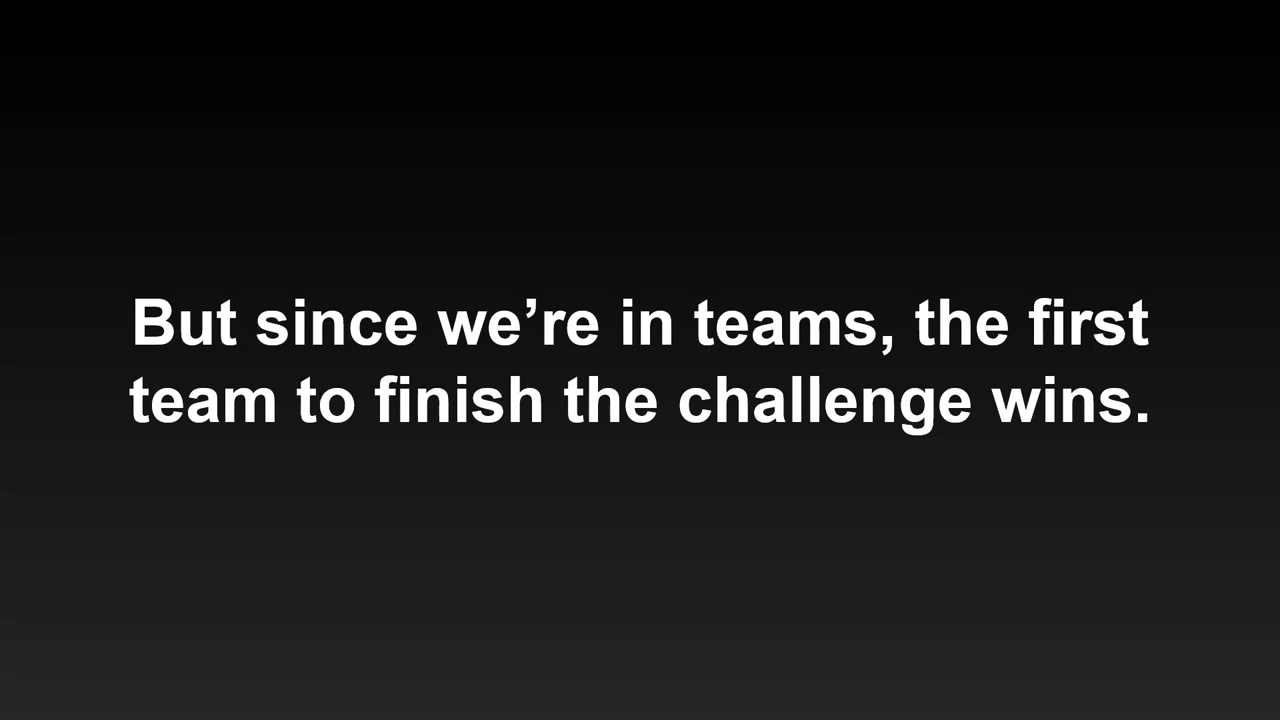 But since we’re in teams, the first
team to finish the challenge wins.